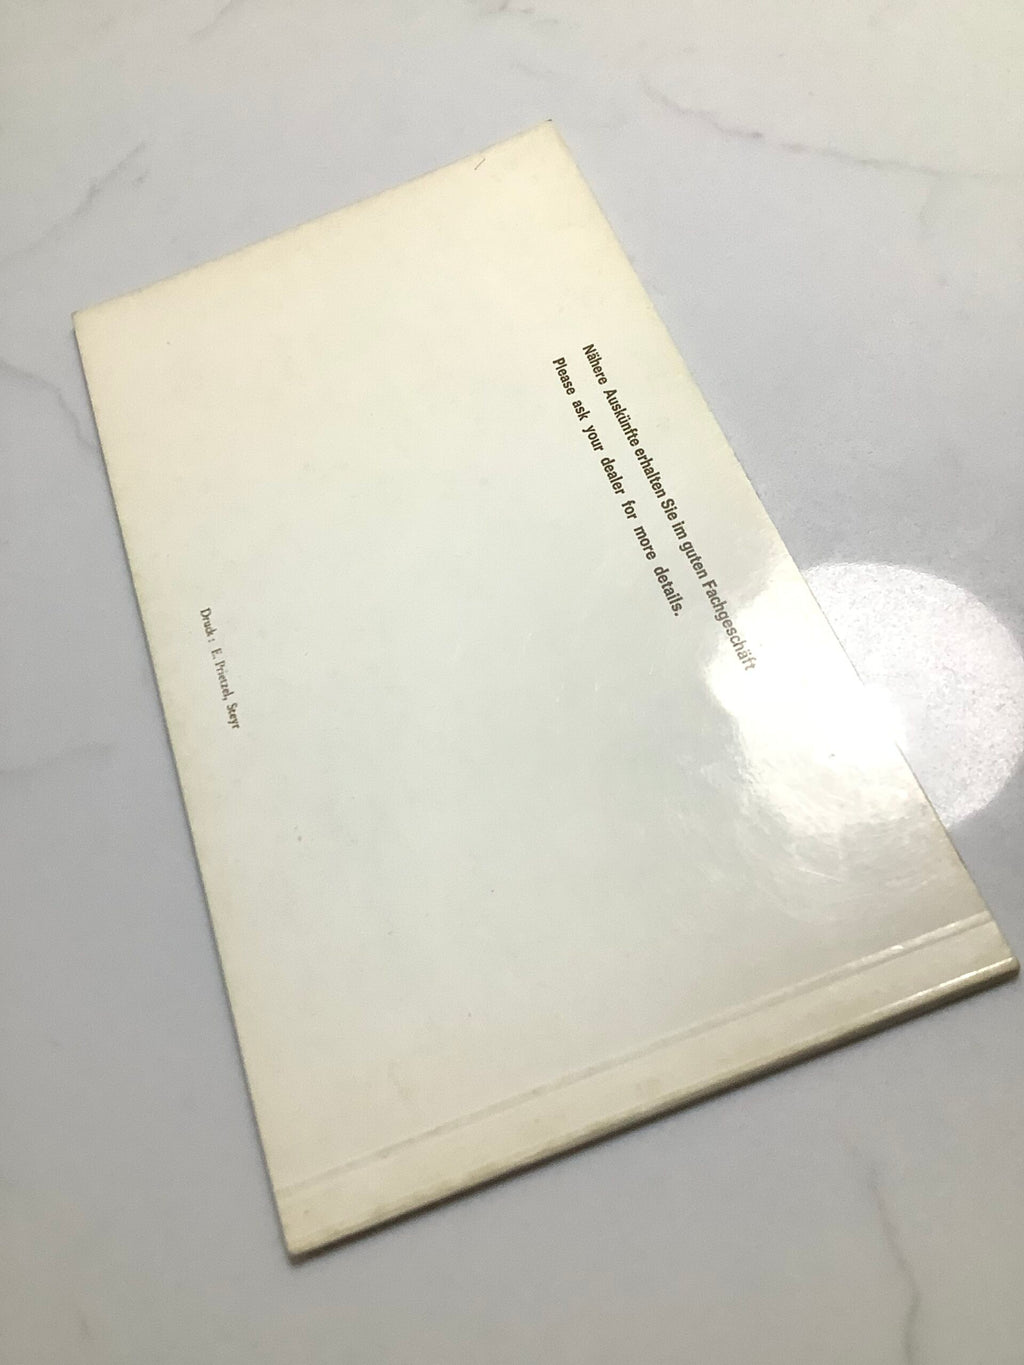 Nähere Auskünfte erhalten Sie im guten Fachgeschäft
Please ask your dealer for more details.
Druck: E. Prietzel, Steyr